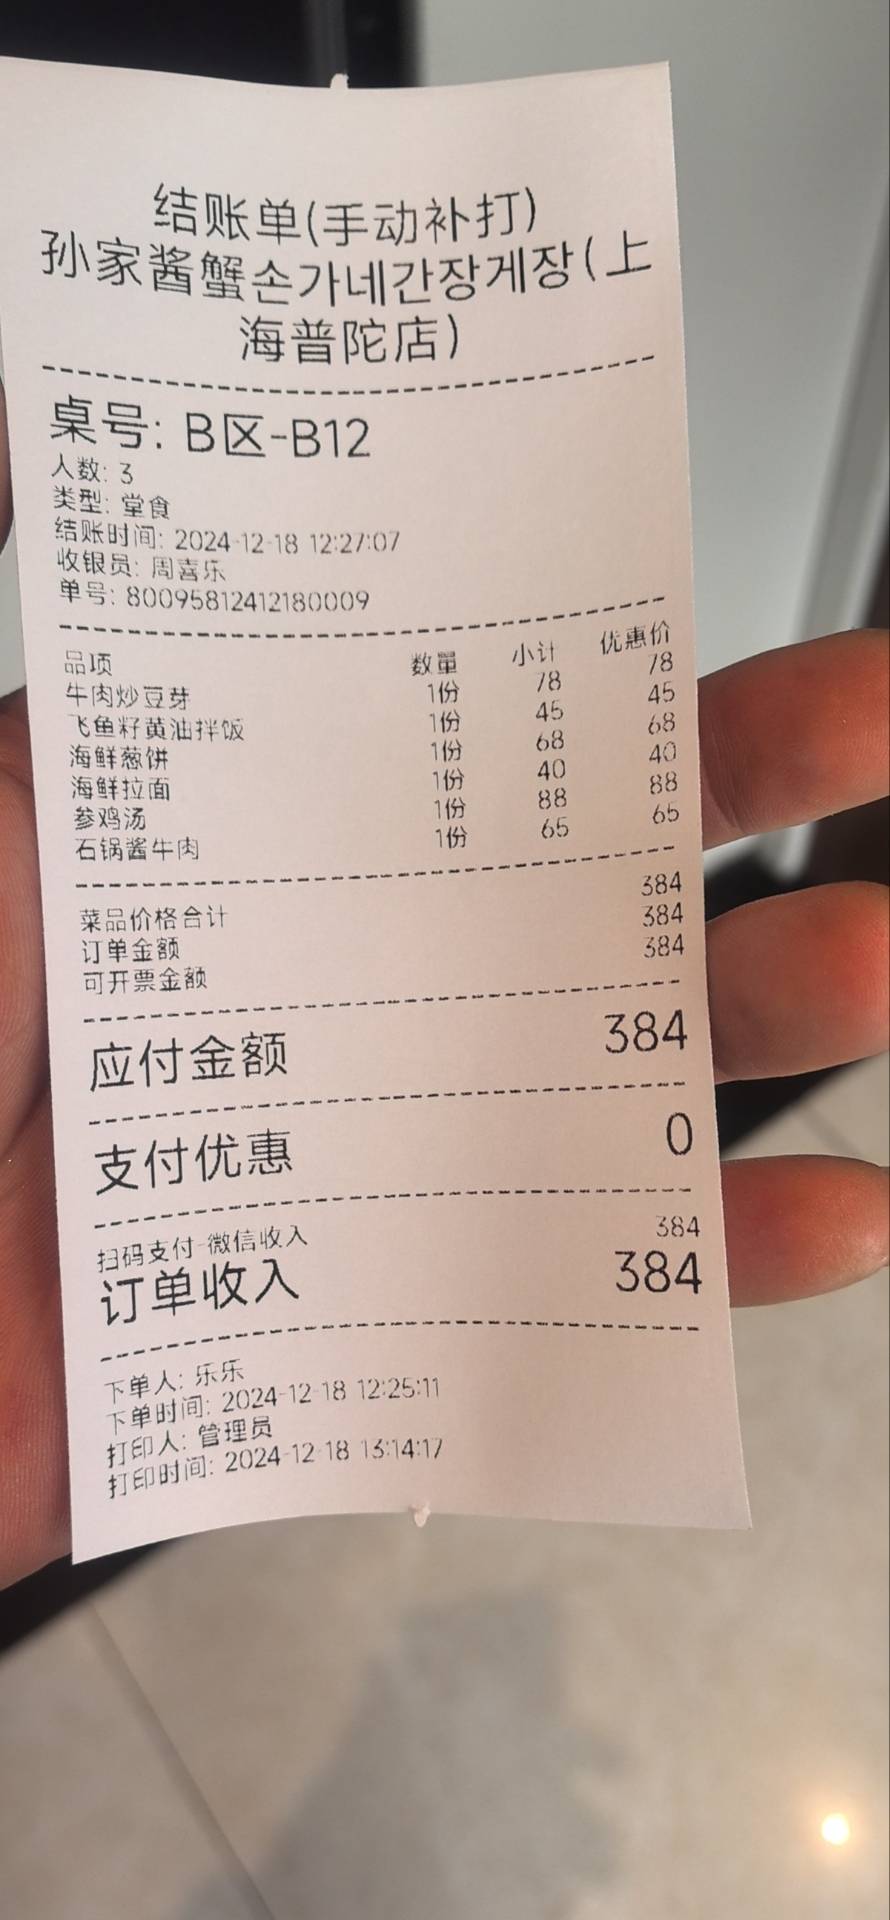 结账单(手动补打)
孙家酱蟹손가네간장게장(上
海普陀店)
桌号: B区-B12
人数: 3
类型: 堂食
结账时间: 2024-12-18 12:27:07
收银员: 周喜乐
单号: 80095812412180009
品项 数量 小计 优惠价
牛肉炒豆芽 1份 78 78
飞鱼籽黄油拌饭 1份 45 45
海鲜葱饼 1份 68 68
海鲜拉面 1份 40 40
参鸡汤 1份 88 88
石锅酱牛肉 1份 65 65
菜品价格合计 384
订单金额 384
可开票金额 384
应付金额 384
支付优惠 0
扫码支付-微信收入 384
订单收入 384
下单人: 乐乐
下单时间: 2024-12-18 12:25:11
打印人: 管理员
打印时间: 2024-12-18 13:14:17